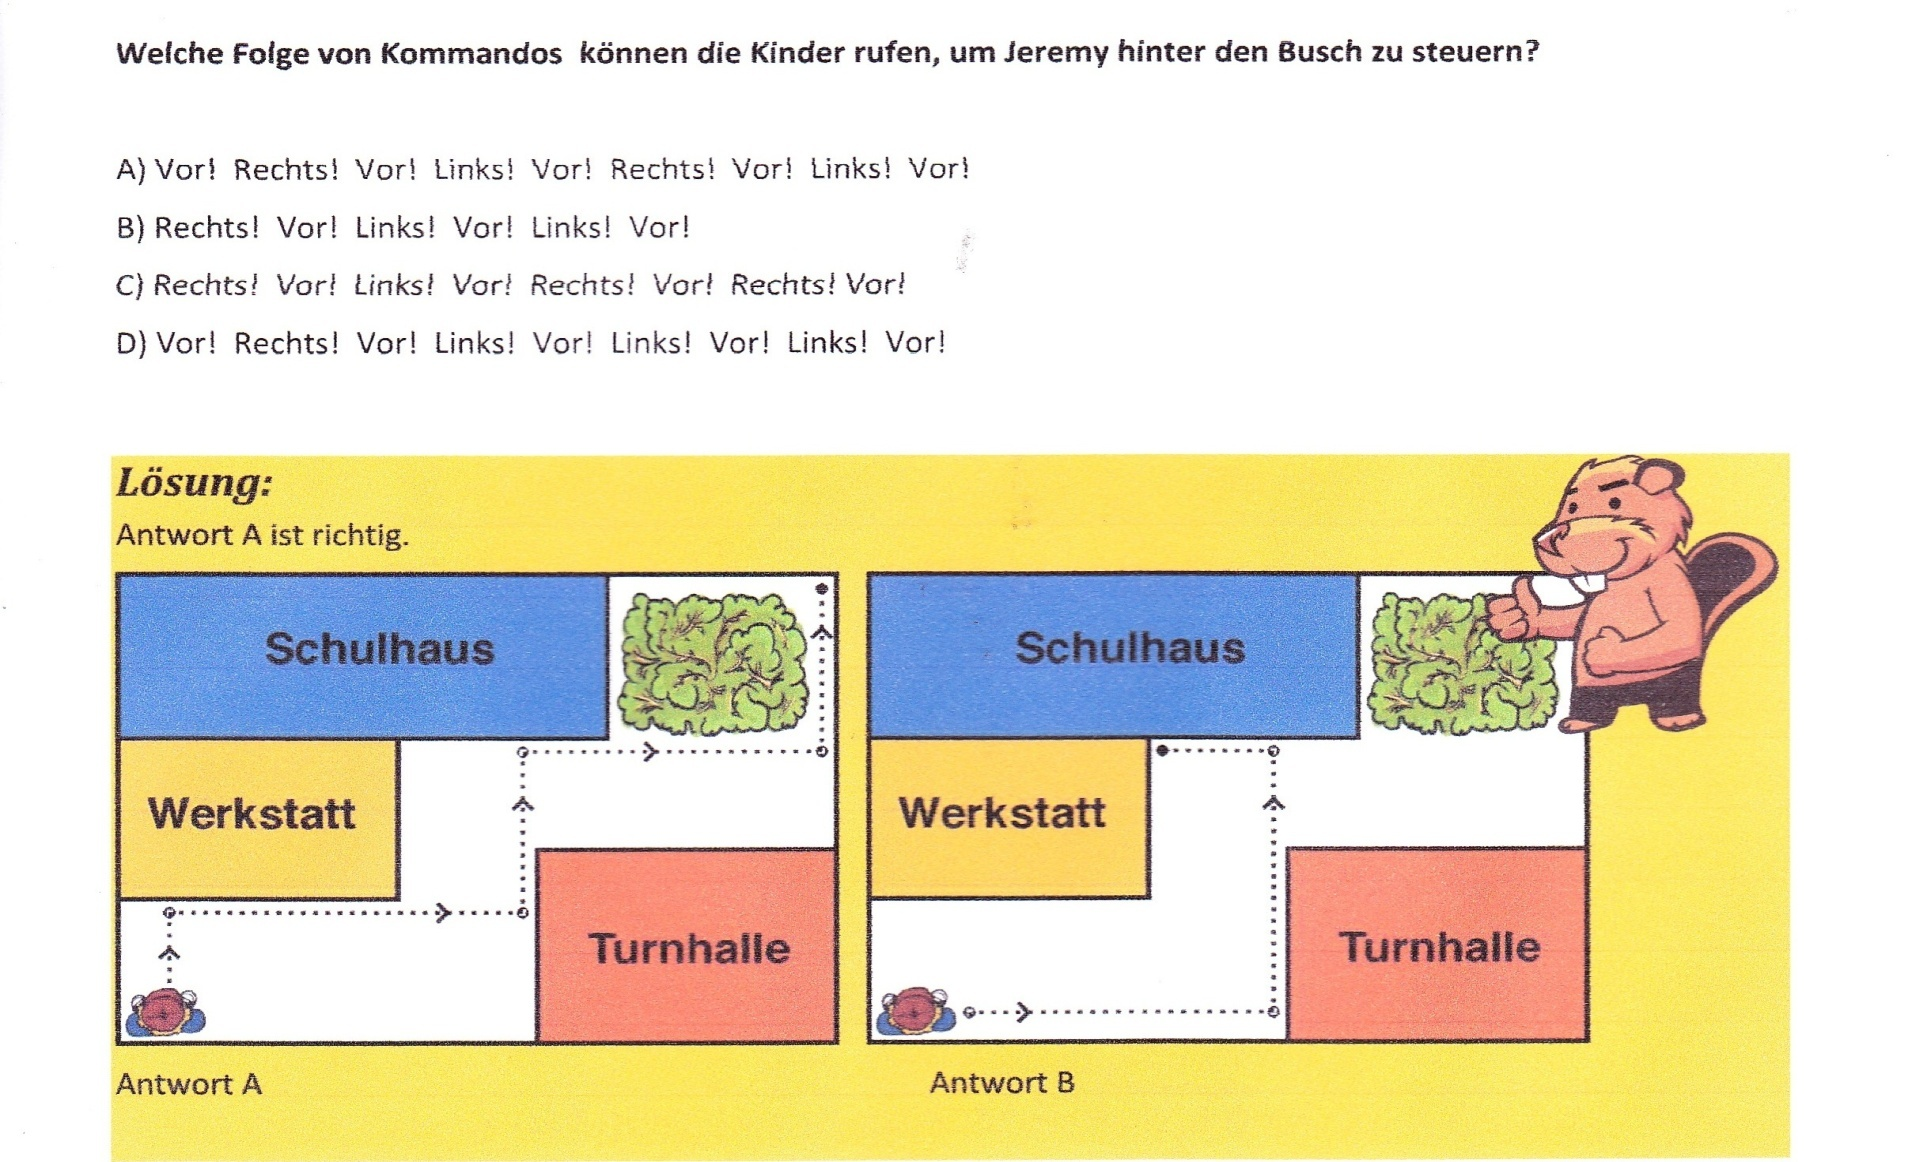 Welche Folge von Kommandos können die Kinder rufen, um Jeremy hinter den Busch zu steuern?
A) Vor! Rechts! Vor! Links! Vor! Rechts! Vor! Links! Vor!
B) Rechts! Vor! Links! Vor! Links! Vor!
C) Rechts! Vor! Links! Vor! Rechts! Vor! Rechts! Vor!
D) Vor! Rechts! Vor! Links! Vor! Links! Vor! Links! Vor!
Lösung:
Antwort A ist richtig.
Schulhaus
Werkstatt
Turnhalle
Antwort A
Schulhaus
Werkstatt
Turnhalle
Antwort B